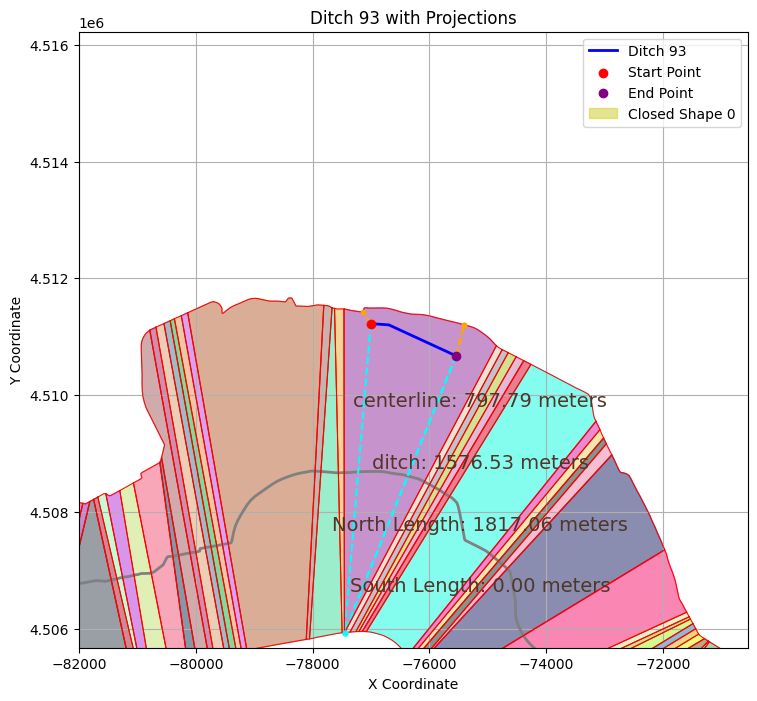 Ditch 93 with Projections
1e6
Ditch 93
Start Point
End Point
Closed Shape 0
4.516
4.514
4.512
4.510
4.508
4.506
Y Coordinate
centerline: 797.79 meters
ditch: 1576.53 meters
North Length: 1817.06 meters
South Length: 0.00 meters
−82000 −80000 −78000 −76000 −74000 −72000
X Coordinate